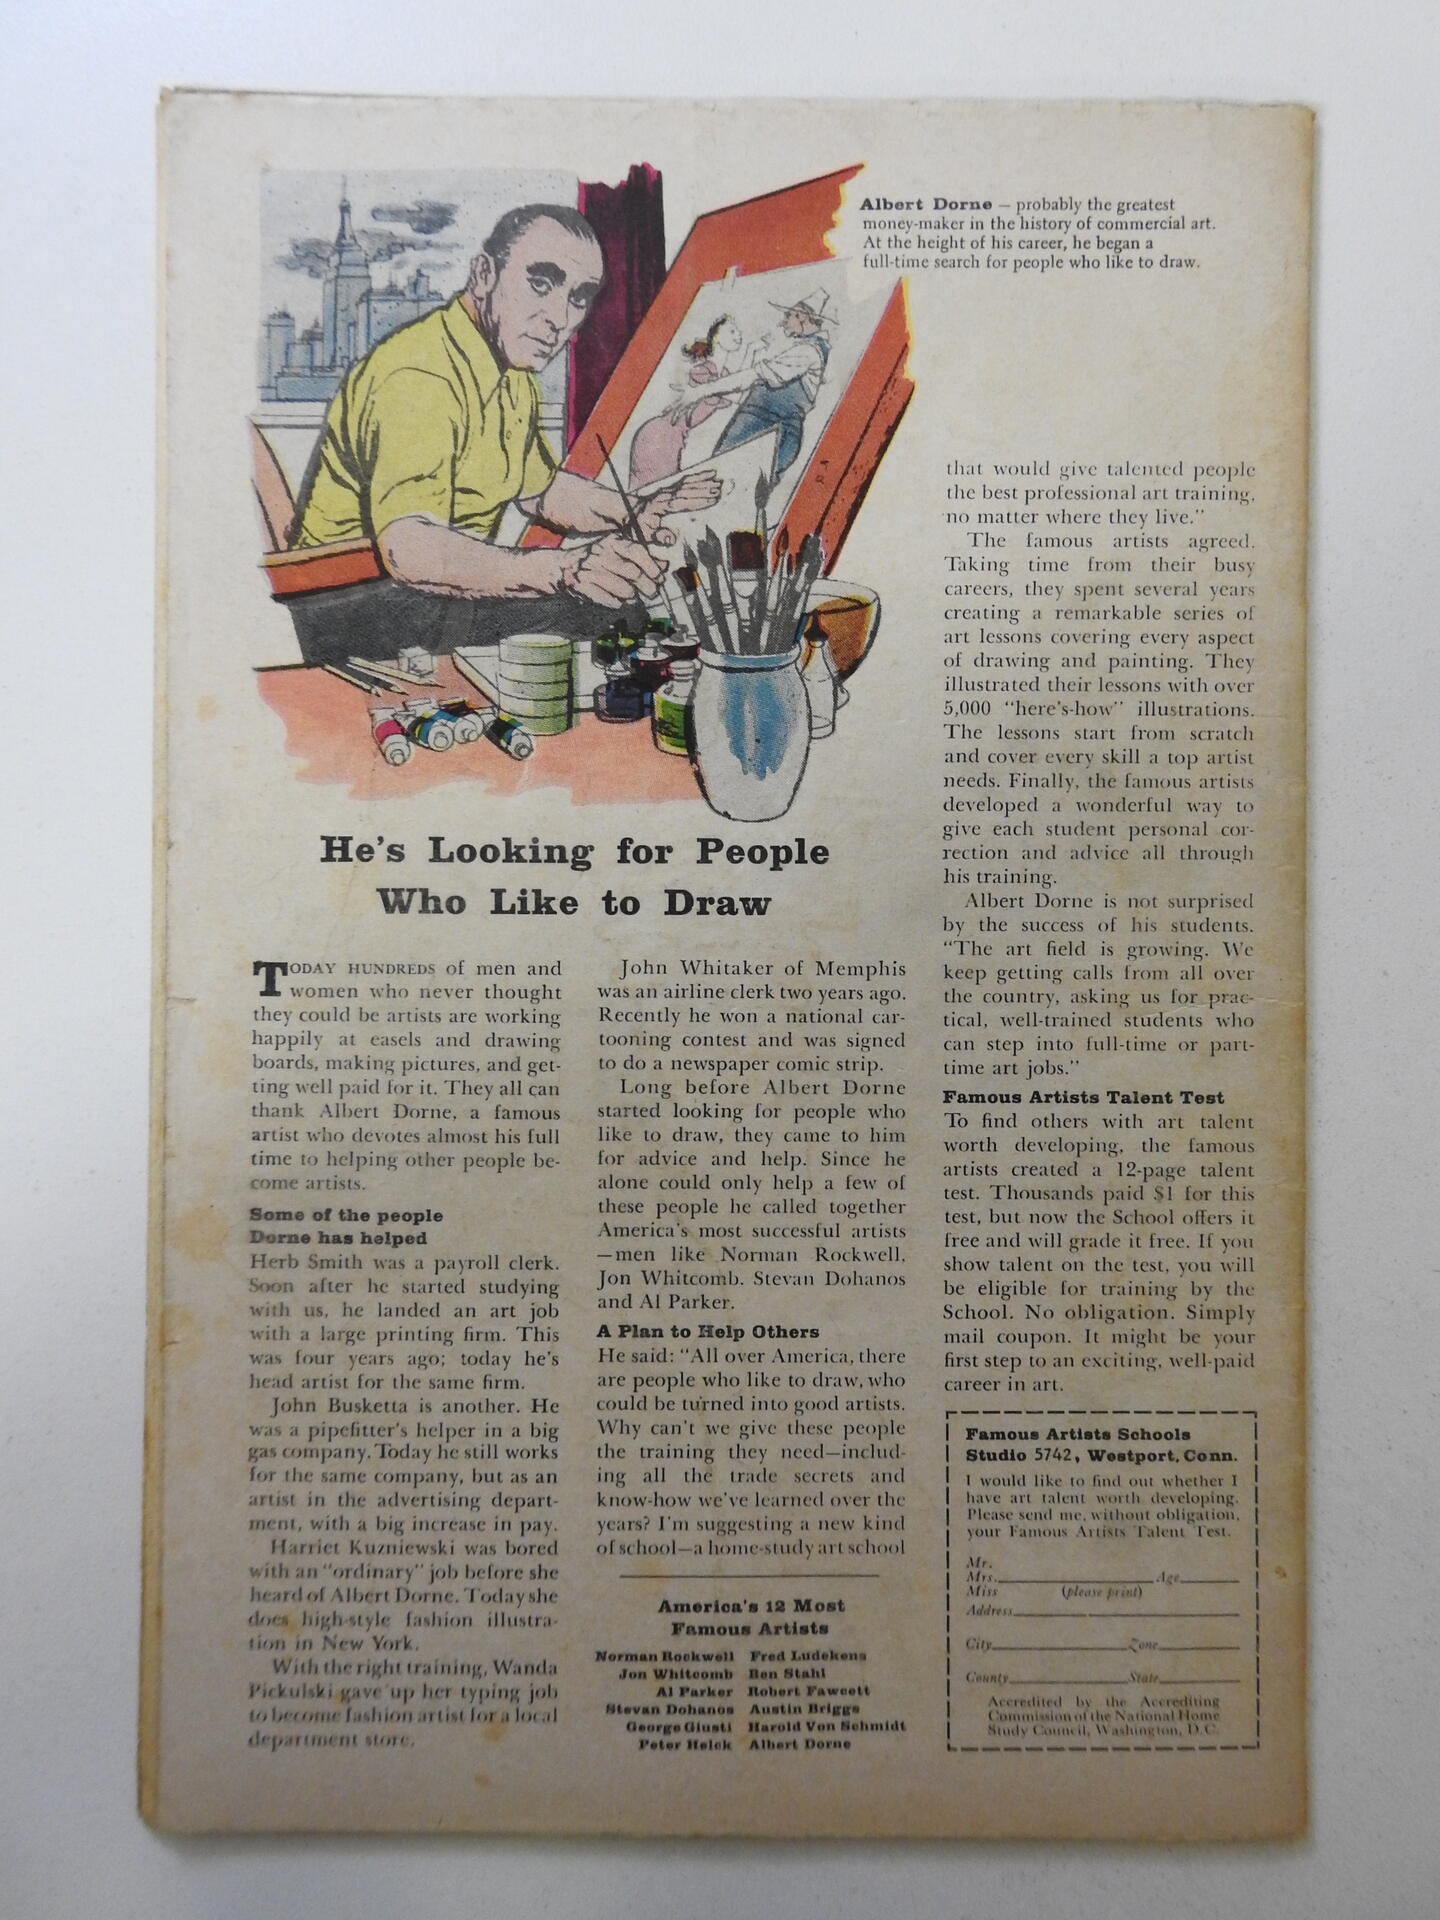 Albert Dorne — probably the greatest
money-maker in the history of commercial art.
At the height of his career, he began a
full-time search for people who like to draw.
He's Looking for People
Who Like to Draw
TODAY HUNDREDS of men and
women who never thought
they could be artists are working
happily at easels and drawing
boards, making pictures, and get-
ting well paid for it. They all can
thank Albert Dorne, a famous
artist who devotes almost his full
time to helping other people be-
come artists.
Some of the people
Dorne has helped
Herb Smith was a payroll clerk.
Soon after he started studying
with us, he landed an art job
with a large printing firm. This
was four years ago; today he's
head artist for the same firm.
John Busketta is another. He
was a pipefitter's helper in a big
gas company. Today he still works
for the same company, but as an
artist in the advertising depart-
ment, with a big increase in pay.
Harriet Kuzniewski was bored
with an "ordinary" job before she
heard of Albert Dorne. Today she
does high-style fashion illustra-
tion in New York.
With the right training, Wanda
Pickulski gave up her typing job
to become fashion artist for a local
department store.
John Whitaker of Memphis
was an airline clerk two years ago.
Recently he won a national car-
tooning contest and was signed
to do a newspaper comic strip.
Long before Albert Dorne
started looking for people who
like to draw, they came to him
for advice and help. Since he
alone could only help a few of
these people he called together
America's most successful artists
—men like Norman Rockwell,
Jon Whitcomb, Stevan Dohanos
and Al Parker.
A Plan to Help Others
He said: "All over America, there
are people who like to draw, who
could be turned into good artists.
Why can't we give these people
the training they need—includ-
ing all the trade secrets and
know-how we've learned over the
years? I'm suggesting a new kind
of school—a home-study art school
America's 12 Most
Famous Artists
Norman Rockwell Fred Ludekens
Jon Whitcomb Ben Stahl
Al Parker Robert Fawcett
Stevan Dohanos Austin Briggs
George Giusti Harold Von Schmidt
Peter Helck Albert Dorne
that would give talented people
the best professional art training,
no matter where they live."
The famous artists agreed.
Taking time from their busy
careers, they spent several years
creating a remarkable series of
art lessons covering every aspect
of drawing and painting. They
illustrated their lessons with over
5,000 "here's-how" illustrations.
The lessons start from scratch
and cover every skill a top artist
needs. Finally, the famous artists
developed a wonderful way to
give each student personal cor-
rection and advice all through
his training.
Albert Dorne is not surprised
by the success of his students.
"The art field is growing. We
keep getting calls from all over
the country, asking us for prac-
tical, well-trained students who
can step into full-time or part-
time art jobs."
Famous Artists Talent Test
To find others with art talent
worth developing, the famous
artists created a 12-page talent
test. Thousands paid $1 for this
test, but now the School offers it
free and will grade it free. If you
show talent on the test, you will
be eligible for training by the
School. No obligation. Simply
mail coupon. It might be your
first step to an exciting, well-paid
career in art.
Famous Artists Schools
Studio 5742, Westport, Conn.
I would like to find out whether I
have art talent worth developing.
Please send me, without obligation,
your Famous Artists Talent Test.
Mr.
Mrs. Age
Miss (please print)
Address
City Zone
County State
Accredited by the Accrediting
Commission of the National Home
Study Council, Washington, D.C.